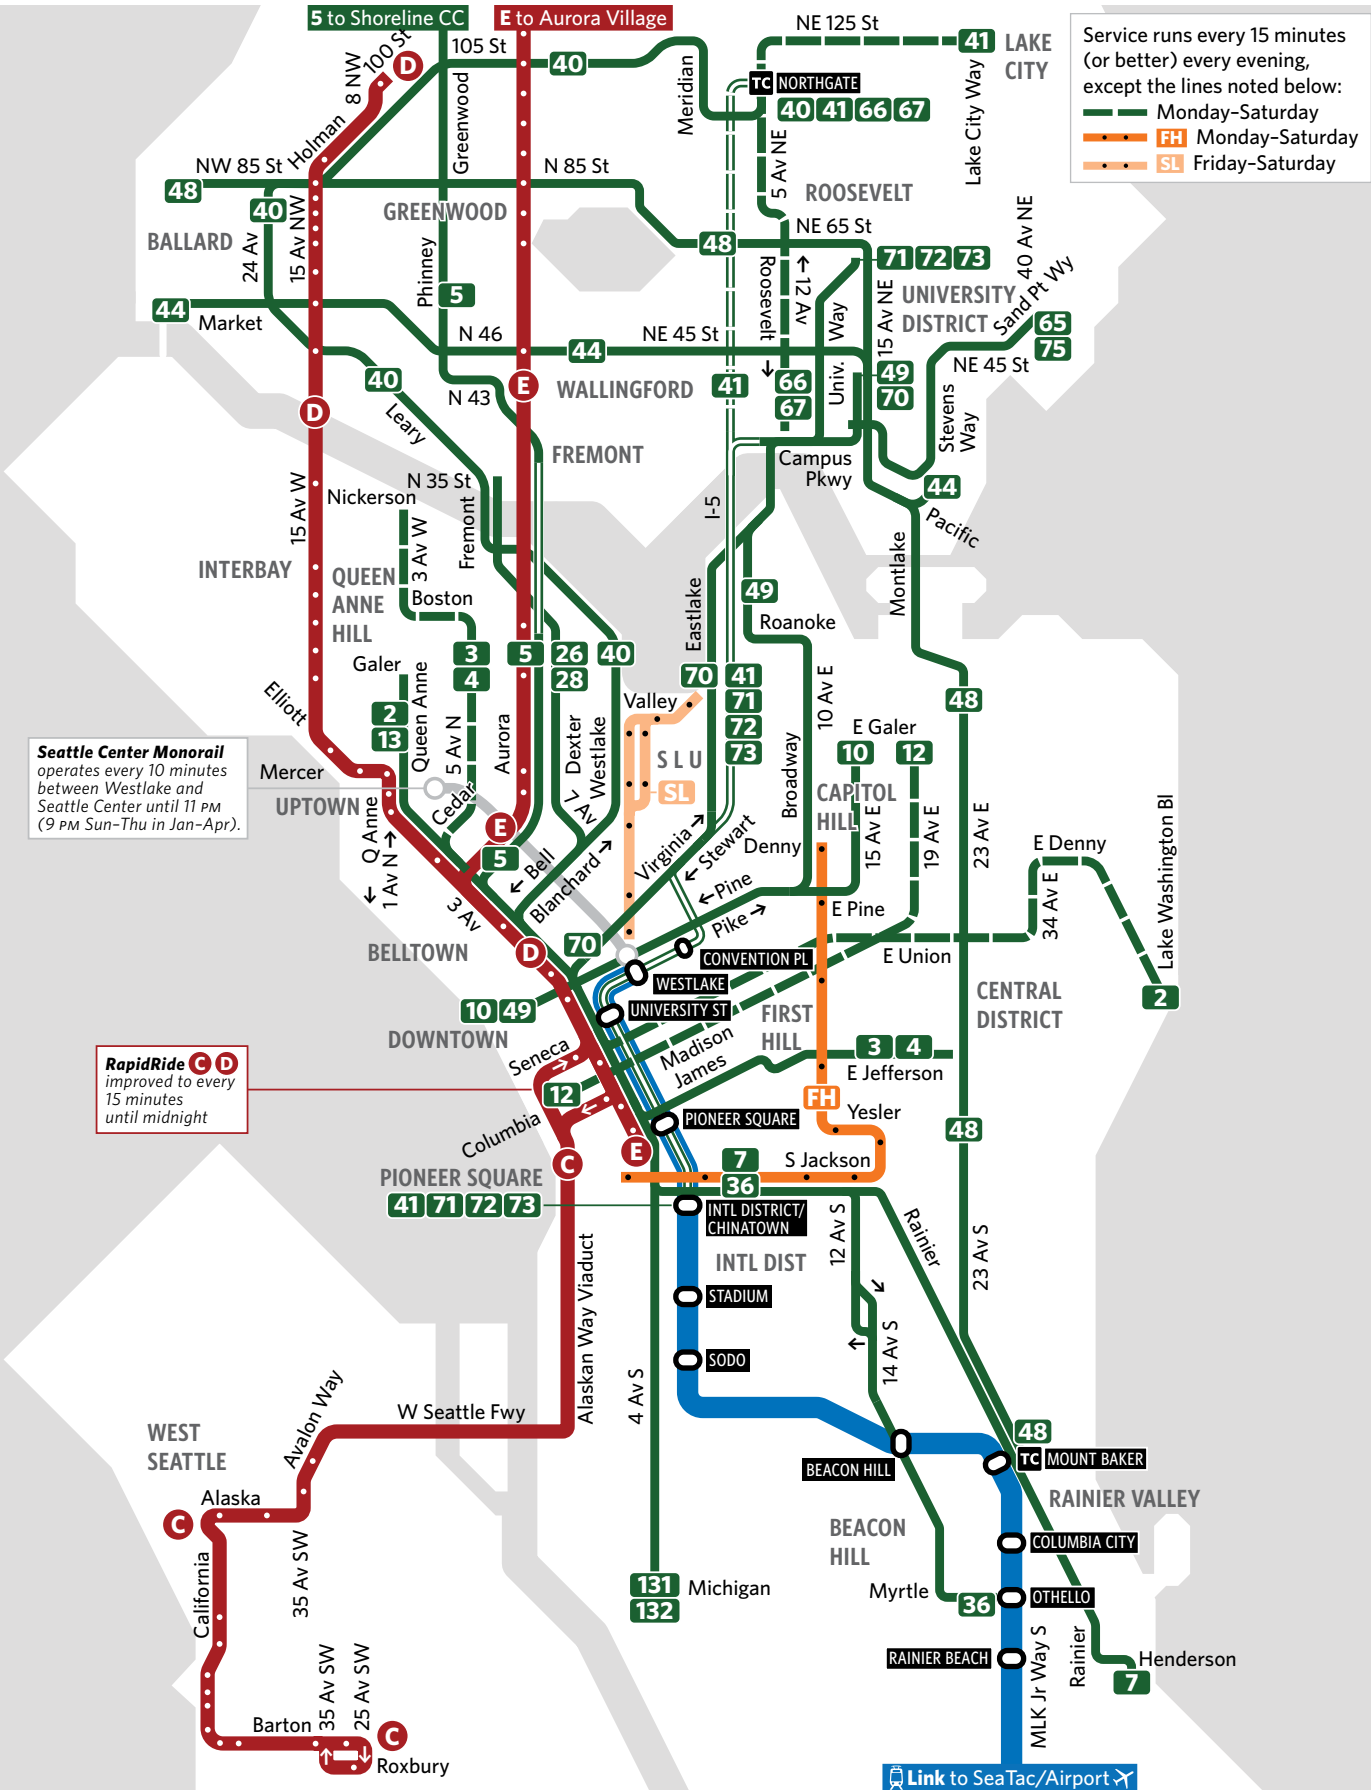 5 to Shoreline CC
E to Aurora Village
Service runs every 15 minutes
(or better) every evening,
except the lines noted below:
Monday–Saturday
FH Monday–Saturday
SL Friday–Saturday
NE 125 St
41
LAKE
CITY
105 St
100 St
D
8 NW
40
Meridian
TC NORTHGATE
40 41 66 67
Lake City Way
Holman
Greenwood
5 Av NE
NW 85 St
N 85 St
48
40
GREENWOOD
ROOSEVELT
40 Av NE
BALLARD
24 Av
15 Av NW
Phinney
48
NE 65 St
71 72 73
Roosevelt
12 Av
5
UNIVERSITY
DISTRICT
Sand Pt Wy
65
75
44
Market
N 46
44
NE 45 St
Univ. Way
15 Av NE
NE 45 St
40
N 43
E
WALLINGFORD
41
66
67
49
70
Stevens
Way
D
Leary
FREMONT
Campus
Pkwy
44
Pacific
N 35 St
Nickerson
15 Av W
3 Av W
Fremont
I-5
Montlake
INTERBAY
QUEEN
ANNE
HILL
Boston
49
Roanoke
Eastlake
3
4
5
26
28
40
70
41
71
72
73
10 Av E
48
Galer
2
13
Queen Anne
Elliott
5 Av N
Aurora
Dexter
Westlake
Valley
SLU
SL
E Galer
10
12
Broadway
Seattle Center Monorail
operates every 10 minutes
between Westlake and
Seattle Center until 11 PM
(9 PM Sun–Thu in Jan–Apr).
Mercer
UPTOWN
Cedar
7 Av
CAPITOL
HILL
15 Av E
19 Av E
23 Av E
Lake Washington Bl
E Denny
34 Av E
Q Anne
1 Av N
E
5
Bell
Blanchard
Virginia
Stewart
Denny
Pine
Pike
E Pine
3 Av
BELLTOWN
D
70
CONVENTION PL
E Union
WESTLAKE
2
10 49
UNIVERSITY ST
FIRST
HILL
CENTRAL
DISTRICT
DOWNTOWN
Seneca
Madison
James
3 4
E Jefferson
RapidRide C D
improved to every
15 minutes
until midnight
12
FH
Columbia
PIONEER SQUARE
Yesler
48
C
E
7
36
S Jackson
PIONEER SQUARE
41 71 72 73
INTL DISTRICT/
CHINATOWN
12 Av S
Rainier
INTL DIST
23 Av S
STADIUM
Alaskan Way Viaduct
SODO
14 Av S
4 Av S
W Seattle Fwy
Avalon Way
WEST
SEATTLE
48
TC MOUNT BAKER
BEACON HILL
RAINIER VALLEY
Alaska
C
BEACON
HILL
COLUMBIA CITY
California
35 Av SW
131
132
Michigan
Myrtle
36
OTHELLO
RAINIER BEACH
MLK Jr Way S
Rainier
Henderson
7
35 Av SW
25 Av SW
Barton
C
Roxbury
Link to SeaTac/Airport